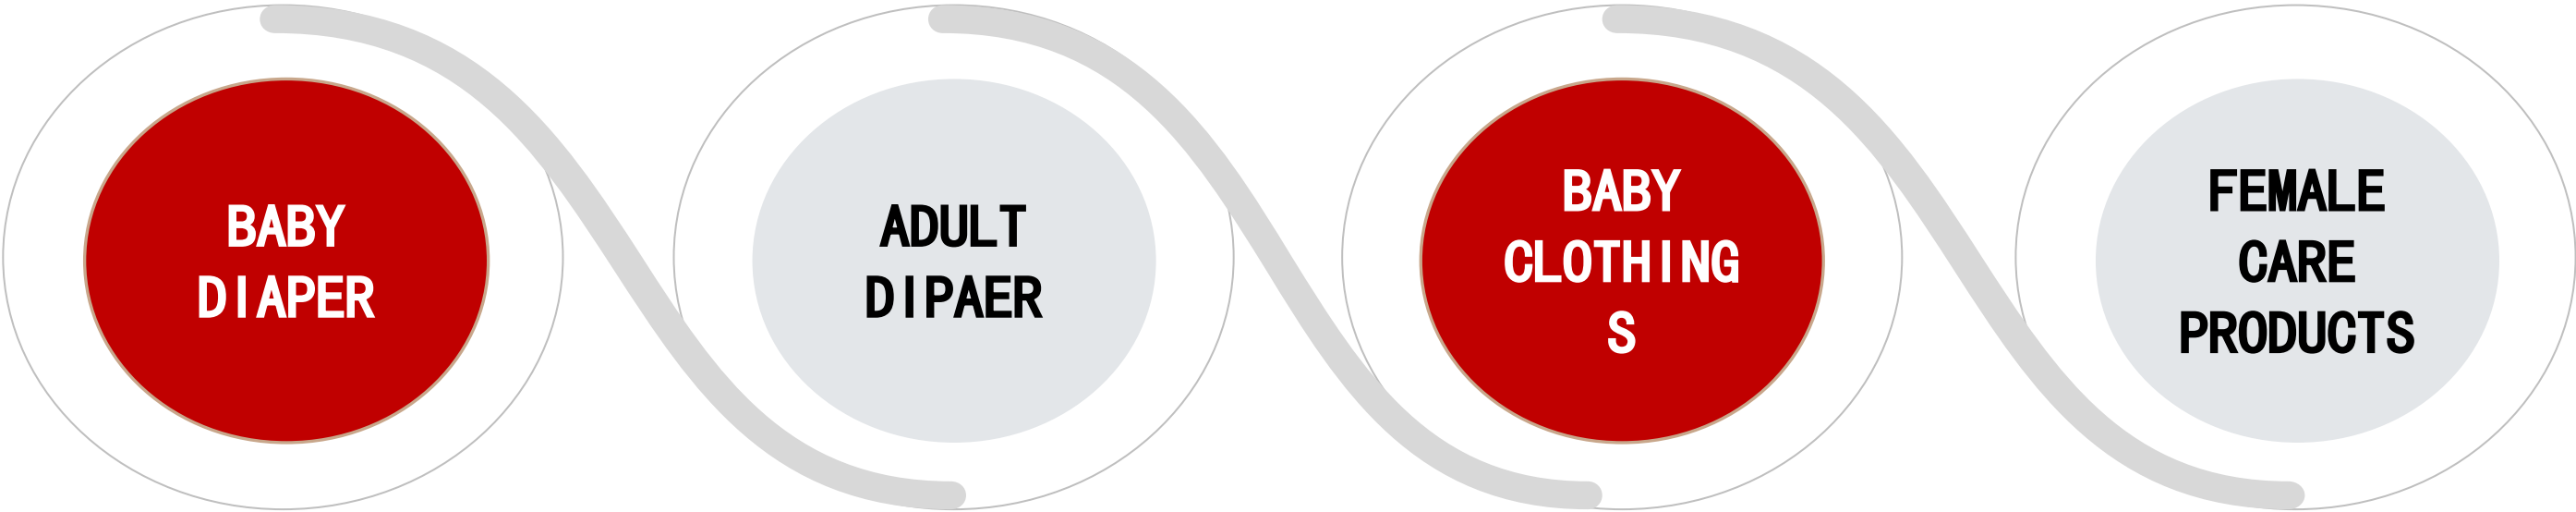 BABY
DIAPER
ADULT
DIPAER
BABY
CLOTHING
S
FEMALE
CARE
PRODUCTS